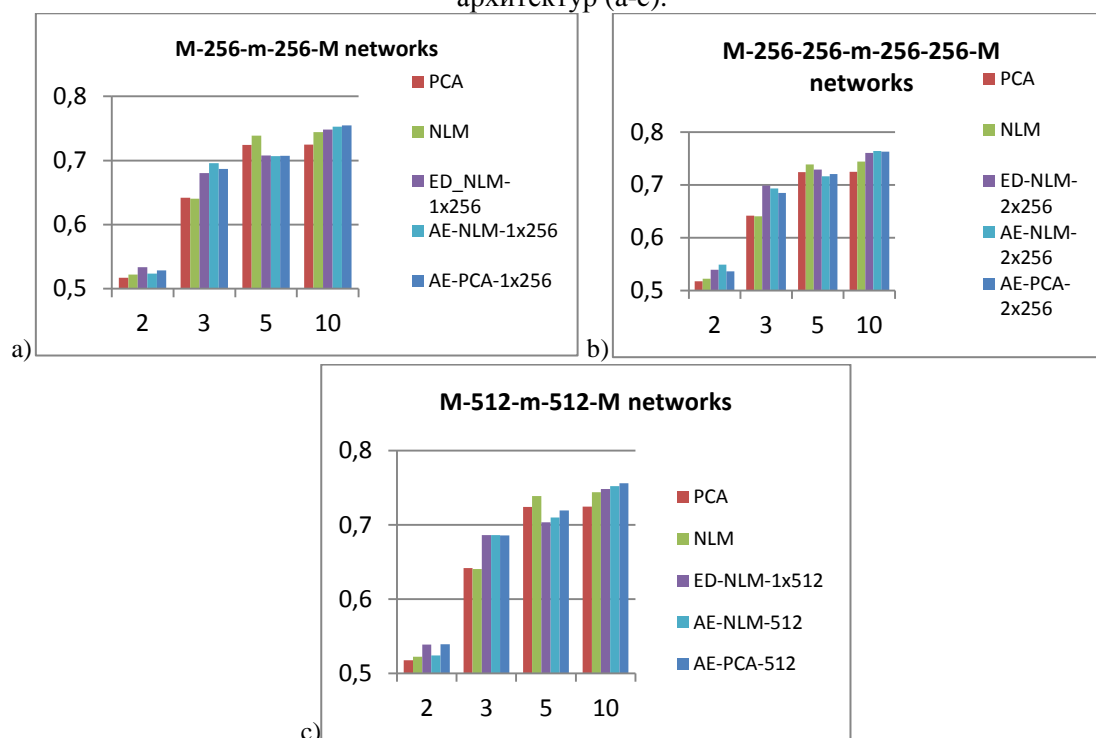 архитектур (а-с).
M-256-m-256-M networks
0,8
0,7
0,6
0,5
2 3 5 10
PCA
NLM
ED_NLM-
1x256
AE-NLM-1x256
AE-PCA-1x256
a)
M-256-256-m-256-256-M
networks
0,8
0,7
0,6
0,5
2 3 5 10
PCA
NLM
ED-NLM-
2x256
AE-NLM-
2x256
AE-PCA-
2x256
b)
M-512-m-512-M networks
0,8
0,7
0,6
0,5
2 3 5 10
PCA
NLM
ED-NLM-1x512
AE-NLM-512
AE-PCA-512
c)